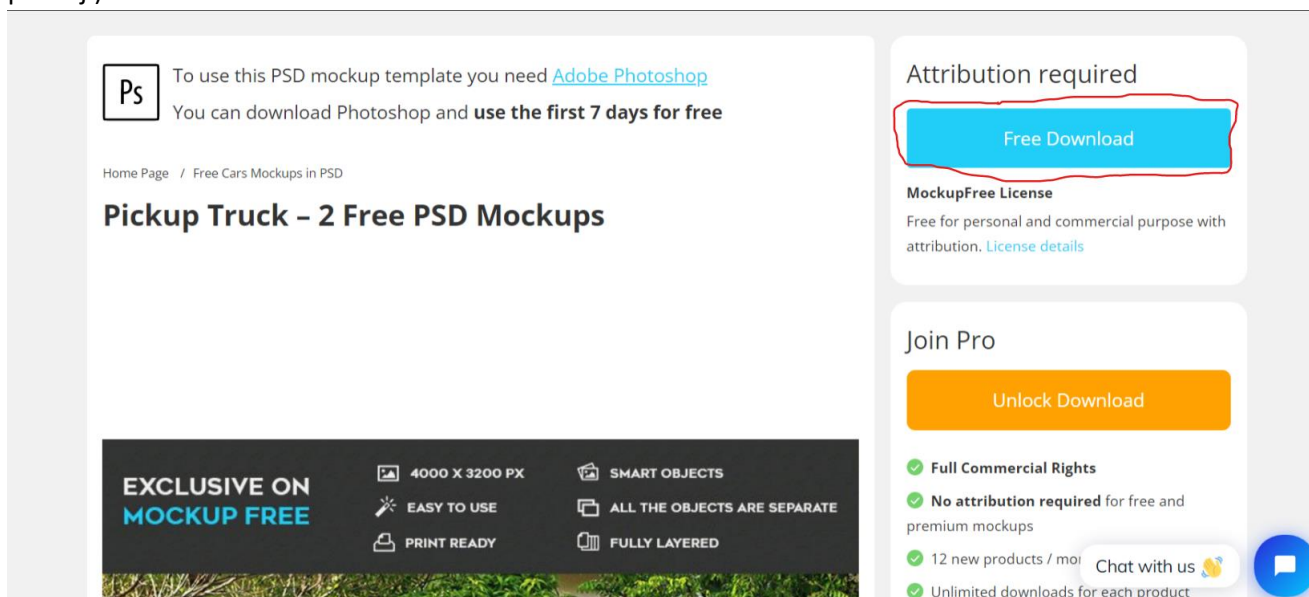 Ps
To use this PSD mockup template you need Adobe Photoshop
You can download Photoshop and use the first 7 days for free
Home Page / Free Cars Mockups in PSD
Pickup Truck – 2 Free PSD Mockups
EXCLUSIVE ON
MOCKUP FREE
4000 X 3200 PX
EASY TO USE
PRINT READY
SMART OBJECTS
ALL THE OBJECTS ARE SEPARATE
FULLY LAYERED
Attribution required
Free Download
MockupFree License
Free for personal and commercial purpose with
attribution. License details
Join Pro
Unlock Download
Full Commercial Rights
No attribution required for free and
premium mockups
12 new products /
Chat with us
Unlimited downloads for each product